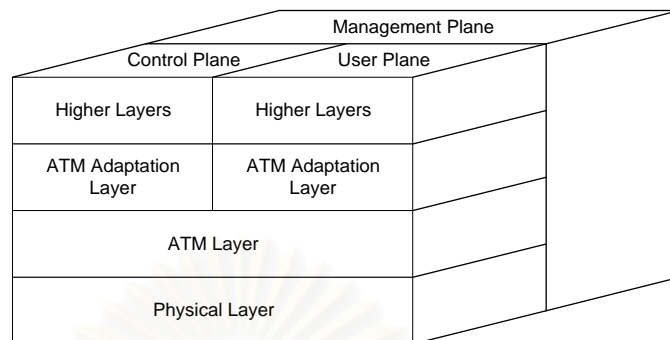 Management Plane
Control Plane
User Plane
Higher Layers
Higher Layers
ATM Adaptation
Layer
ATM Adaptation
Layer
ATM Layer
Physical Layer